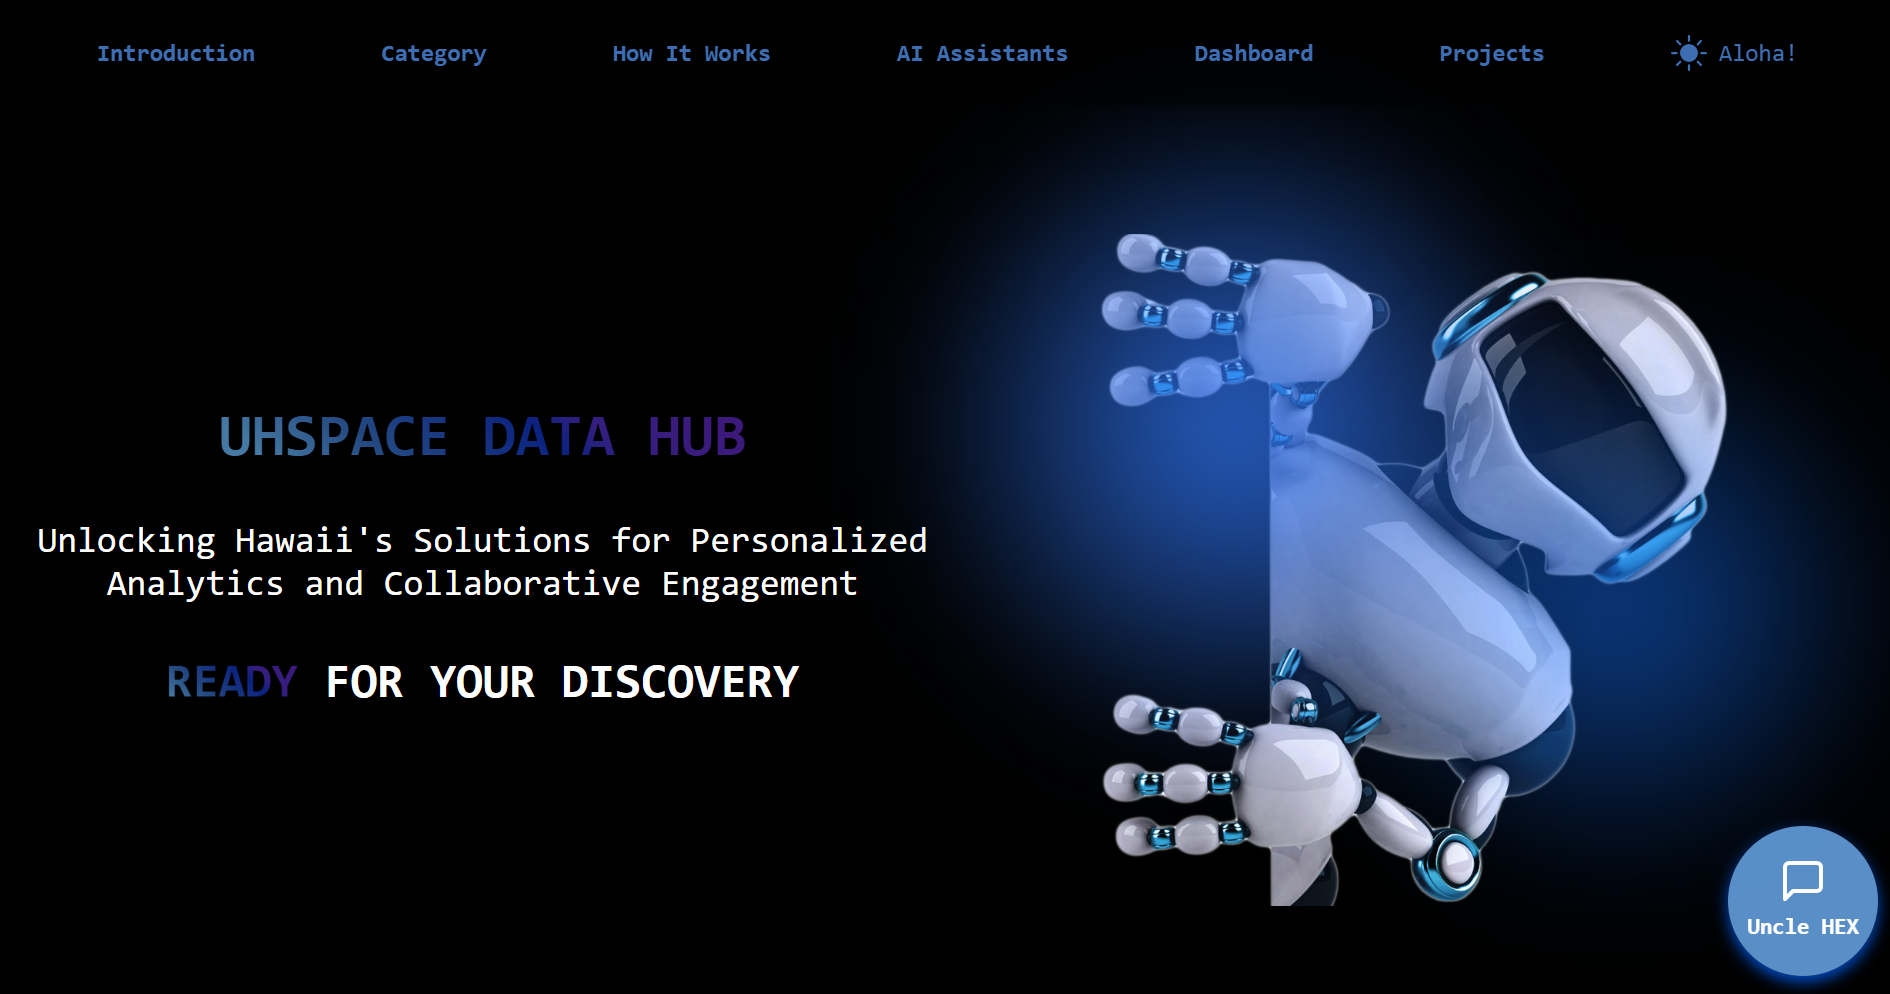 Introduction
Category
How It Works
AI Assistants
Dashboard
Projects
Aloha!
UHSPACE DATA HUB
Unlocking Hawaii's Solutions for Personalized
Analytics and Collaborative Engagement
READY FOR YOUR DISCOVERY
Uncle HEX